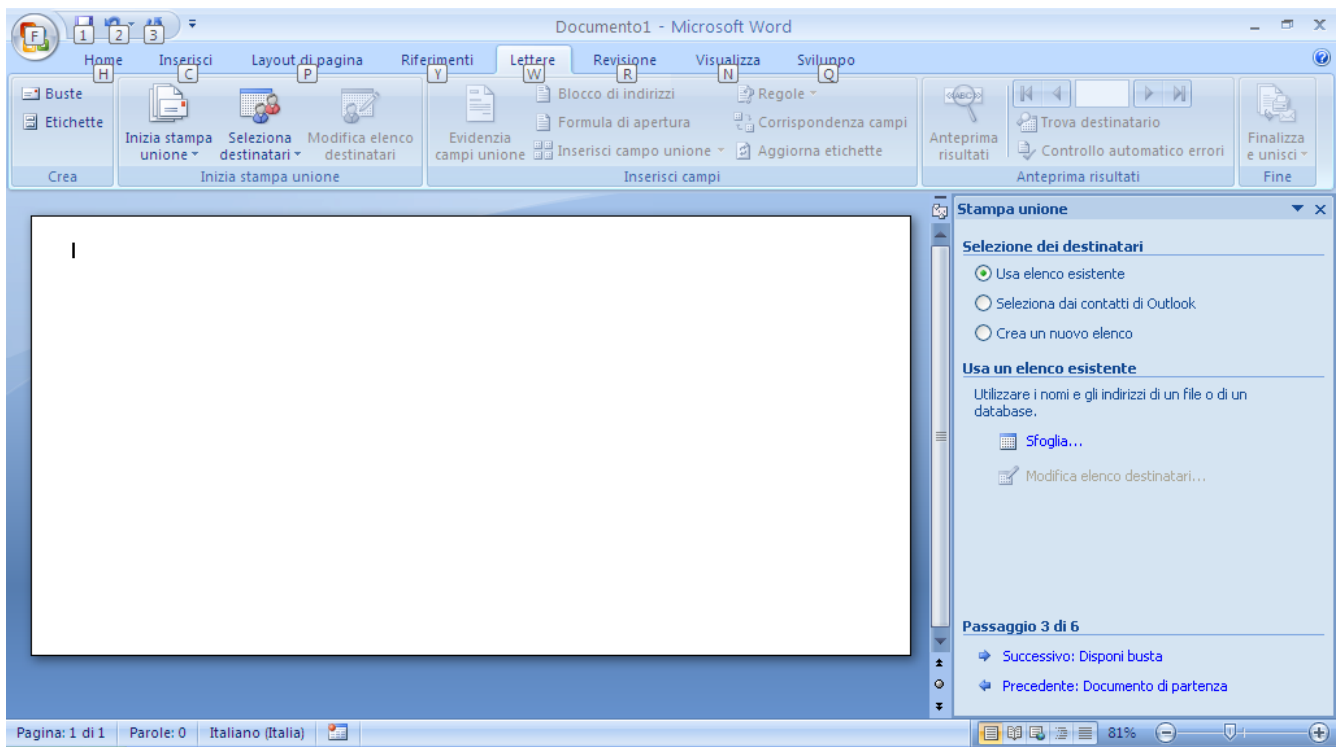 Documento1 - Microsoft Word
F 1 2 3
Home Inserisci Layout di pagina Riferimenti Lettere Revisione Visualizza Sviluppo
H C P Y W R N Q
Buste
Etichette
Crea
Inizia stampa
unione
Seleziona
destinatari
Modifica elenco
destinatari
Inizia stampa unione
Evidenzia
campi unione
Blocco di indirizzi
Formula di apertura
Inserisci campo unione
Regole
Corrispondenza campi
Aggiorna etichette
Inserisci campi
ABC
Anteprima
risultati
Trova destinatario
Controllo automatico errori
Anteprima risultati
Finalizza
e unisci
Fine
Stampa unione
Selezione dei destinatari
Usa elenco esistente
Seleziona dai contatti di Outlook
Crea un nuovo elenco
Usa un elenco esistente
Utilizzare i nomi e gli indirizzi di un file o di un
database.
Sfoglia...
Modifica elenco destinatari...
Passaggio 3 di 6
Successivo: Disponi busta
Precedente: Documento di partenza
Pagina: 1 di 1 Parole: 0 Italiano (Italia) 81%